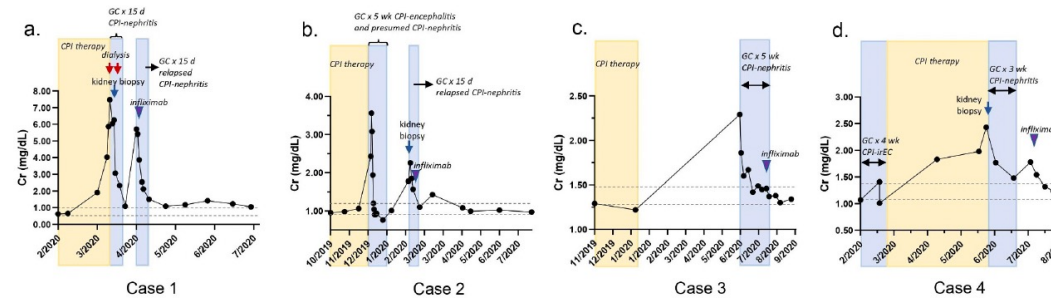 a.
GC x 15 d
CPI-nephritis
CPI therapy
dialysis
kidney biopsy
GC x 15 d
relapsed
CPI-nephritis
infliximab
Cr (mg/dL)
8.00
7.00
6.00
5.00
4.00
3.00
2.00
1.00
0.00
2/2020
3/2020
4/2020
5/2020
6/2020
7/2020
Case 1
b.
GC x 5 wk CPI-encephalitis
and presumed CPI-nephritis
CPI therapy
GC x 15 d
relapsed CPI-nephritis
kidney
biopsy
infliximab
Cr (mg/dL)
4.00
3.00
2.00
1.00
0.00
10/2019
11/2019
12/2019
1/2020
2/2020
3/2020
4/2020
5/2020
6/2020
7/2020
Case 2
c.
CPI therapy
GC x 5 wk
CPI-nephritis
infliximab
Cr (mg/dL)
2.50
2.00
1.50
1.00
11/2019
12/2019
1/2020
2/2020
3/2020
4/2020
5/2020
6/2020
7/2020
8/2020
9/2020
Case 3
d.
CPI therapy
GC x 3 wk
CPI-nephritis
kidney
biopsy
GC x 4 wk
CPI-irEC
inflixim
Cr (mg/dL)
3.00
2.50
2.00
1.50
1.00
0.50
2/2020
3/2020
4/2020
5/2020
6/2020
7/2020
8/
Case 4